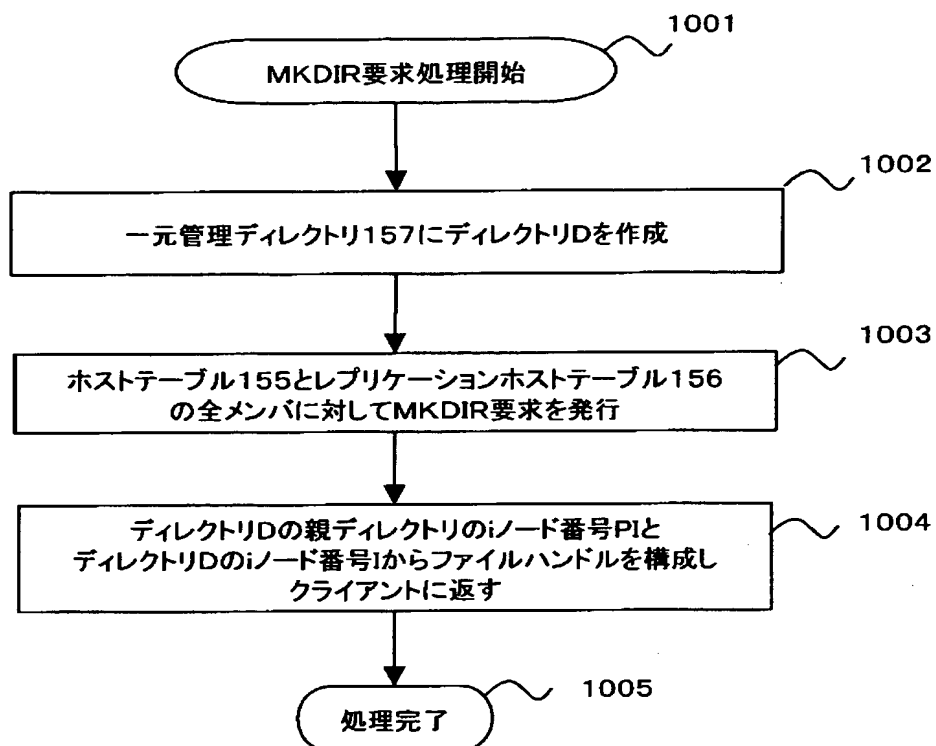 1001
MKDIR要求処理開始
1002
一元管理ディレクトリ157にディレクトリDを作成
1003
ホストテーブル155とレプリケーションホストテーブル156
の全メンバに対してMKDIR要求を発行
1004
ディレクトリDの親ディレクトリのiノード番号PIと
ディレクトリDのiノード番号Iからファイルハンドルを構成し
クライアントに返す
1005
処理完了